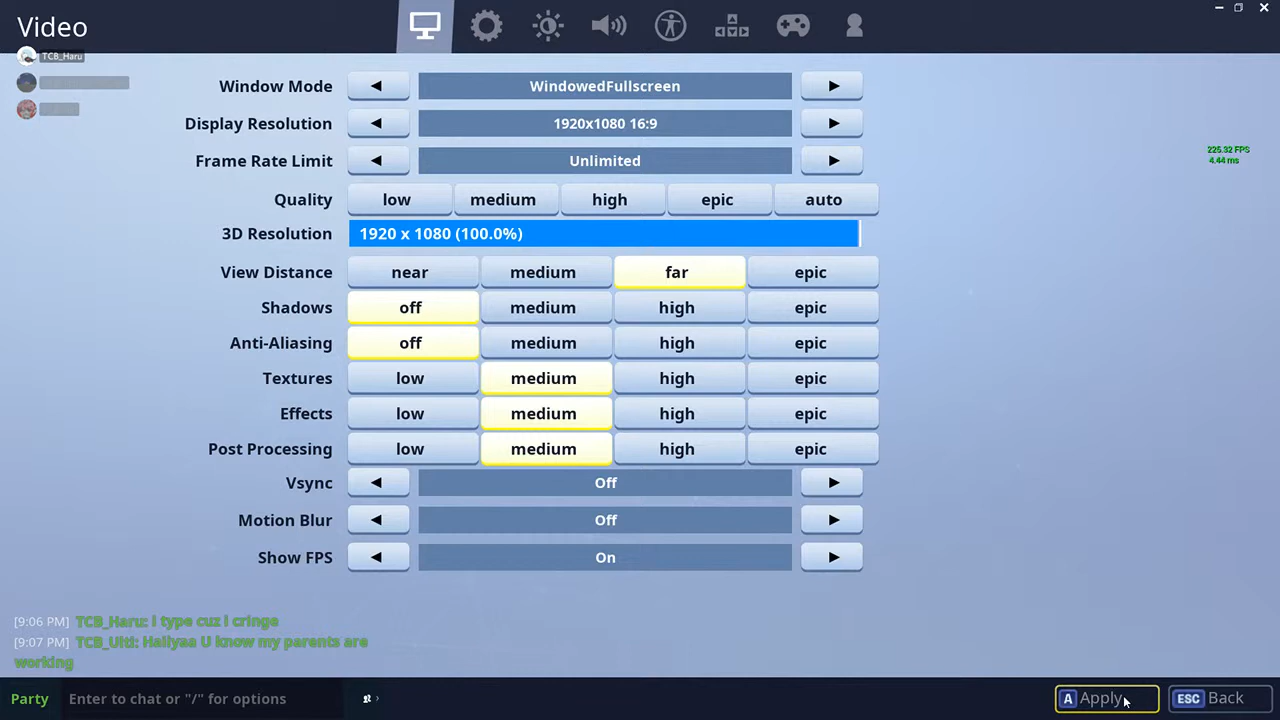 Video
TCB_Haru
Window Mode ◀ WindowedFullscreen ▶
Display Resolution ◀ 1920x1080 16:9 ▶
Frame Rate Limit ◀ Unlimited ▶
225.32 FPS
4.44 ms
Quality low medium high epic auto
3D Resolution 1920 x 1080 (100.0%)
View Distance near medium far epic
Shadows off medium high epic
Anti-Aliasing off medium high epic
Textures low medium high epic
Effects low medium high epic
Post Processing low medium high epic
Vsync ◀ Off ▶
Motion Blur ◀ Off ▶
Show FPS ◀ On ▶
[9:06 PM] TCB_Haru: I type cuz i cringe
[9:07 PM] TCB_Ulti: Hailyaa U know my parents are
working
Party Enter to chat or "/" for options
A Apply ESC Back